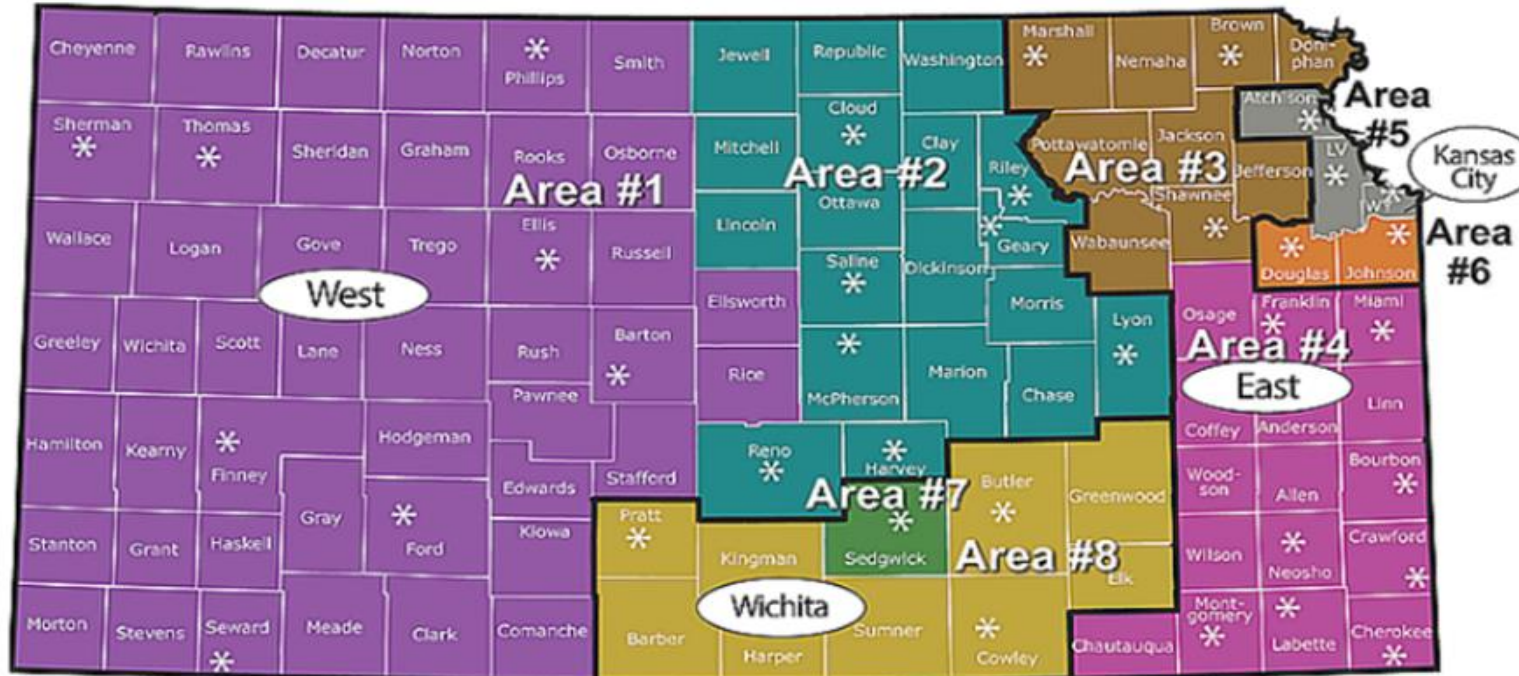 Cheyenne
Rawlins
Decatur
Norton
Phillips
Smith
Jewell
Republic
Washington
Marshall
Nemaha
Brown
Doni-
phan
Sherman
Thomas
Sheridan
Graham
Rooks
Osborne
Mitchell
Cloud
Clay
Riley
Pottawatomie
Jackson
Atchison
Area
#5
Area #1
Area #2
Area #3
Jefferson
LV
Kansas
City
Ottawa
Shawnee
WY
Wallace
Logan
Gove
Trego
Ellis
Russell
Lincoln
Saline
Dickinson
Geary
Wabaunsee
Douglas
Johnson
Area
#6
West
Ellsworth
Morris
Lyon
Osage
Franklin
Miami
Greeley
Wichita
Scott
Lane
Ness
Rush
Barton
Rice
McPherson
Marion
Chase
Area #4
East
Linn
Pawnee
Coffey
Anderson
Hamilton
Kearny
Finney
Hodgeman
Edwards
Stafford
Reno
Harvey
Butler
Greenwood
Wood-
son
Allen
Bourbon
Area #7
Stanton
Grant
Haskell
Gray
Ford
Kiowa
Pratt
Kingman
Sedgwick
Area #8
Elk
Wilson
Neosho
Crawford
Wichita
Morton
Stevens
Seward
Meade
Clark
Comanche
Barber
Harper
Sumner
Cowley
Chautauqua
Mont-
gomery
Labette
Cherokee